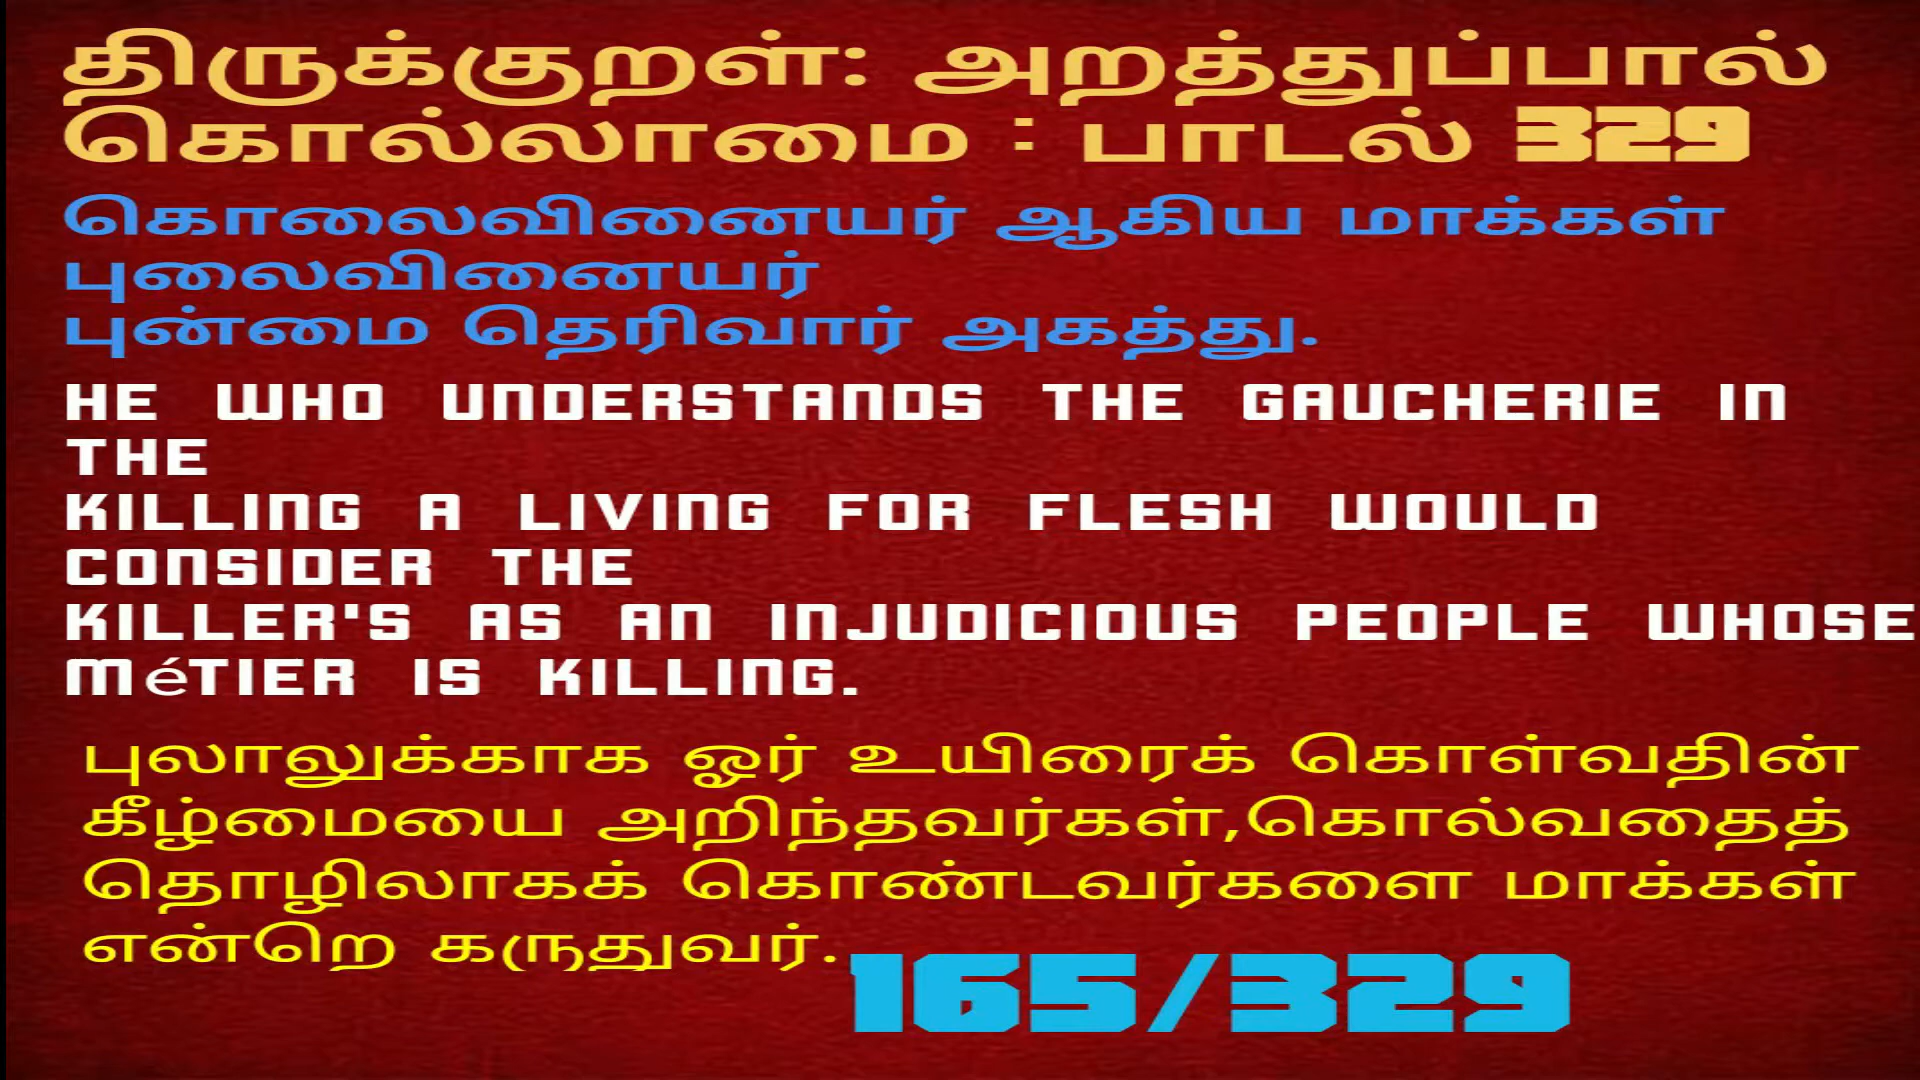 திருக்குறள்: அறத்துப்பால்
கொல்லாமை : பாடல் 329
கொலைவினையர் ஆகிய மாக்கள்
புலைவினையர்
புன்மை தெரிவார் அகத்து.
HE WHO UNDERSTANDS THE GAUCHERIE IN
THE
KILLING A LIVING FOR FLESH WOULD
CONSIDER THE
KILLER'S AS AN INJUDICIOUS PEOPLE WHOSE
MéTIER IS KILLING.
புலாலுக்காக ஓர் உயிரைக் கொள்வதின்
கீழ்மையை அறிந்தவர்கள்,கொல்வதைத்
தொழிலாகக் கொண்டவர்களை மாக்கள்
என்றெ கருதுவர்.
165/329